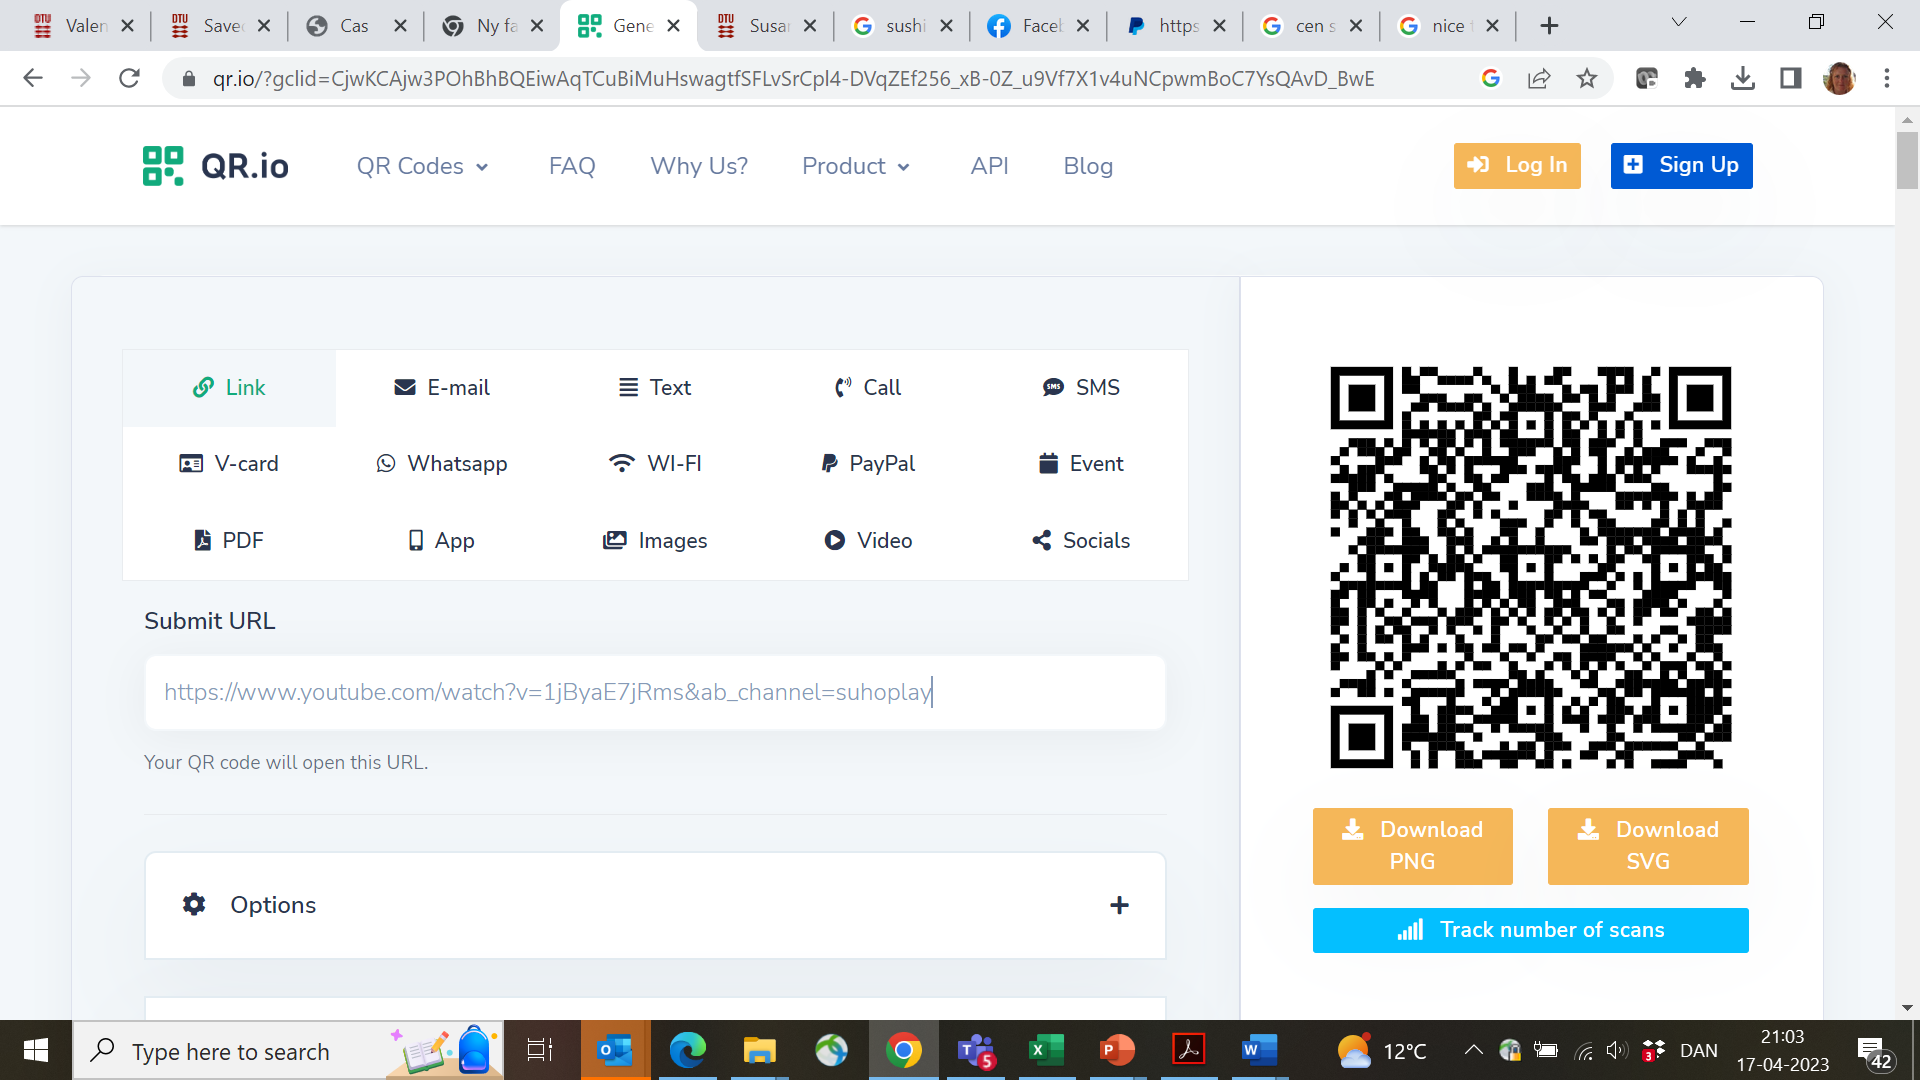 Valen
Saved
Cas
Ny fa
Gene
Susan
sushi
Faceb
https
cen s
nice f
qr.io/?gclid=CjwKCAjw3POhBhBQEiwAqTCuBiMuHswagtfSFLvSrCpl4-DVqZEf256_xB-0Z_u9Vf7X1v4uNCpwmBoC7YsQAvD_BwE
QR.io
QR Codes
FAQ
Why Us?
Product
API
Blog
Log In
Sign Up
Link
E-mail
Text
Call
SMS
V-card
Whatsapp
WI-FI
PayPal
Event
PDF
App
Images
Video
Socials
Submit URL
https://www.youtube.com/watch?v=1jByaE7jRms&ab_channel=suhoplay
Your QR code will open this URL.
Options
Download
PNG
Download
SVG
Track number of scans
Type here to search
12°C
DAN
21:03
17-04-2023
42